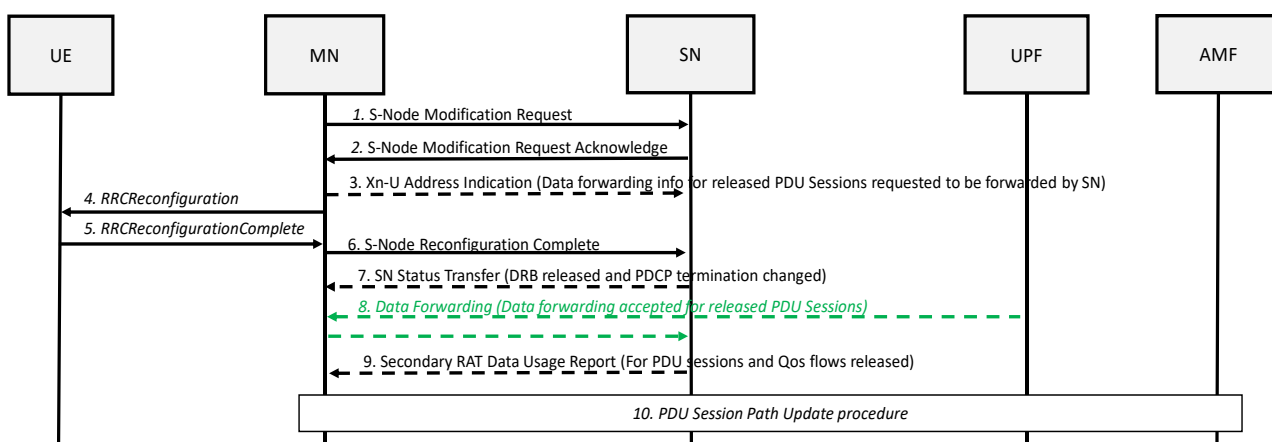 UE
MN
SN
UPF
AMF
1. S-Node Modification Request
2. S-Node Modification Request Acknowledge
3. Xn-U Address Indication (Data forwarding info for released PDU Sessions requested to be forwarded by SN)
4. RRCReconfiguration
5. RRCReconfigurationComplete
6. S-Node Reconfiguration Complete
7. SN Status Transfer (DRB released and PDCP termination changed)
8. Data Forwarding (Data forwarding accepted for released PDU Sessions)
9. Secondary RAT Data Usage Report (For PDU sessions and Qos flows released)
10. PDU Session Path Update procedure